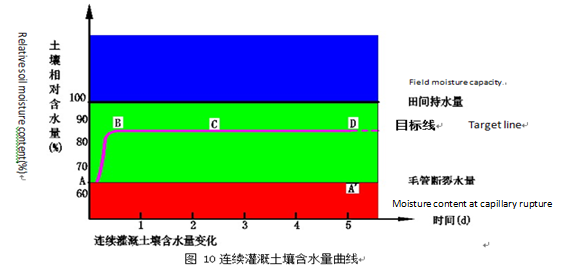 Relative soil moisture content(%)
土壤相对含水量(%)
100
90
80
70
A
60
B
C
D
A'
Field moisture capacity.
田间持水量
目标线 Target line
毛管断裂水量
Moisture content at capillary rupture
1
2
3
4
5
时间(d)
连续灌溉土壤含水量变化
图 10 连续灌溉土壤含水量曲线